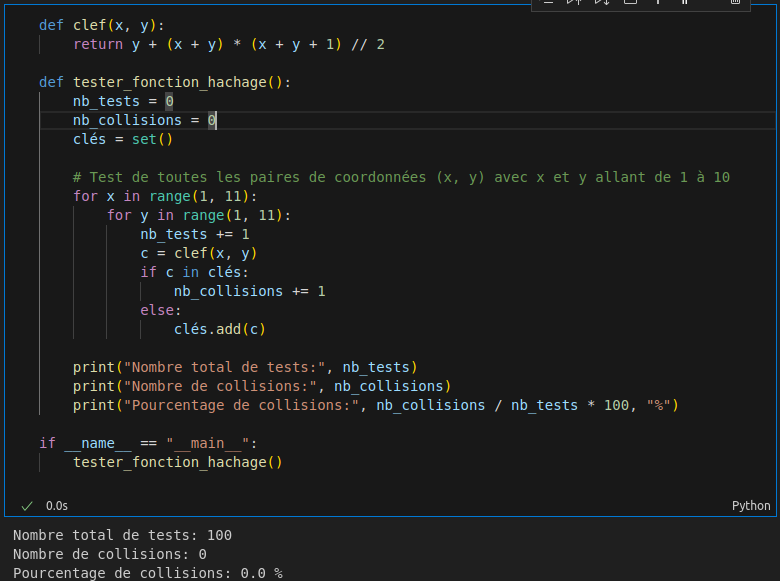 def clef(x, y):
    return y + (x + y) * (x + y + 1) // 2

def tester_fonction_hachage():
    nb_tests = 0
    nb_collisions = 0
    clés = set()

    # Test de toutes les paires de coordonnées (x, y) avec x et y allant de 1 à 10
    for x in range(1, 11):
        for y in range(1, 11):
            nb_tests += 1
            c = clef(x, y)
            if c in clés:
                nb_collisions += 1
            else:
                clés.add(c)

    print("Nombre total de tests:", nb_tests)
    print("Nombre de collisions:", nb_collisions)
    print("Pourcentage de collisions:", nb_collisions / nb_tests * 100, "%")

if __name__ == "__main__":
    tester_fonction_hachage()
0.0s
Python
Nombre total de tests: 100
Nombre de collisions: 0
Pourcentage de collisions: 0.0 %